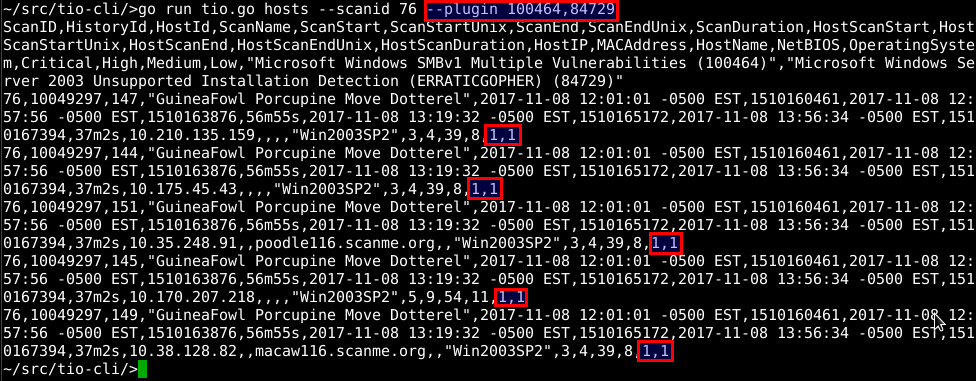 ~/src/tio-cli/>go run tio.go hosts --scanid 76 --plugin 100464,84729
ScanID,HistoryId,HostId,ScanName,ScanStart,ScanStartUnix,ScanEnd,ScanEndUnix,ScanDuration,HostScanStart,Host
ScanStartUnix,HostScanEnd,HostScanEndUnix,HostScanDuration,HostIP,MACAddress,HostName,NetBIOS,OperatingSyste
m,Critical,High,Medium,Low,"Microsoft Windows SMBv1 Multiple Vulnerabilities (100464)","Microsoft Windows Se
rver 2003 Unsupported Installation Detection (ERRATICGOPHER) (84729)"
76,10049297,147,"GuineaFowl Porcupine Move Dotterel",2017-11-08 12:01:01 -0500 EST,1510160461,2017-11-08 12:
57:56 -0500 EST,1510163876,56m55s,2017-11-08 13:19:32 -0500 EST,1510165172,2017-11-08 13:56:34 -0500 EST,151
0167394,37m2s,10.210.135.159,,,,"Win2003SP2",3,4,39,8,1,1
76,10049297,144,"GuineaFowl Porcupine Move Dotterel",2017-11-08 12:01:01 -0500 EST,1510160461,2017-11-08 12:
57:56 -0500 EST,1510163876,56m55s,2017-11-08 13:19:32 -0500 EST,1510165172,2017-11-08 13:56:34 -0500 EST,151
0167394,37m2s,10.175.45.43,,,,"Win2003SP2",3,4,39,8,1,1
76,10049297,151,"GuineaFowl Porcupine Move Dotterel",2017-11-08 12:01:01 -0500 EST,1510160461,2017-11-08 12:
57:56 -0500 EST,1510163876,56m55s,2017-11-08 13:19:32 -0500 EST,1510165172,2017-11-08 13:56:34 -0500 EST,151
0167394,37m2s,10.35.248.91,,poodle116.scanme.org,,"Win2003SP2",3,4,39,8,1,1
76,10049297,145,"GuineaFowl Porcupine Move Dotterel",2017-11-08 12:01:01 -0500 EST,1510160461,2017-11-08 12:
57:56 -0500 EST,1510163876,56m55s,2017-11-08 13:19:32 -0500 EST,1510165172,2017-11-08 13:56:34 -0500 EST,151
0167394,37m2s,10.170.207.218,,,,"Win2003SP2",5,9,54,11,1,1
76,10049297,149,"GuineaFowl Porcupine Move Dotterel",2017-11-08 12:01:01 -0500 EST,1510160461,2017-11-08 12:
57:56 -0500 EST,1510163876,56m55s,2017-11-08 13:19:32 -0500 EST,1510165172,2017-11-08 13:56:34 -0500 EST,151
0167394,37m2s,10.38.128.82,,macaw116.scanme.org,,"Win2003SP2",3,4,39,8,1,1
~/src/tio-cli/>